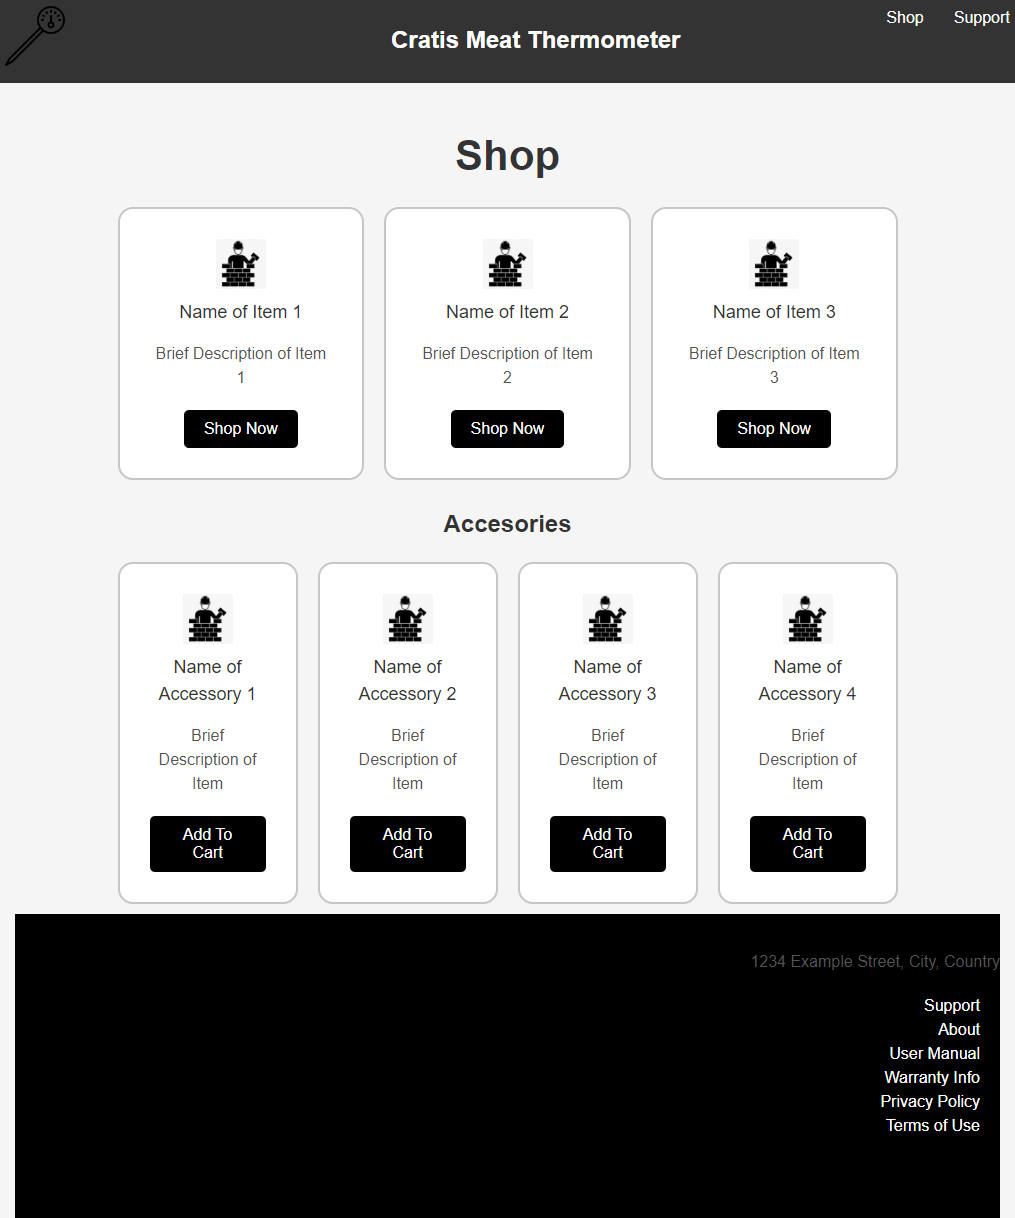 Shop Support
Cratis Meat Thermometer
Shop
Name of Item 1
Brief Description of Item
1
Shop Now
Name of Item 2
Brief Description of Item
2
Shop Now
Name of Item 3
Brief Description of Item
3
Shop Now
Accesories
Name of
Accessory 1
Brief
Description of
Item
Add To
Cart
Name of
Accessory 2
Brief
Description of
Item
Add To
Cart
Name of
Accessory 3
Brief
Description of
Item
Add To
Cart
Name of
Accessory 4
Brief
Description of
Item
Add To
Cart
1234 Example Street, City, Country
Support
About
User Manual
Warranty Info
Privacy Policy
Terms of Use